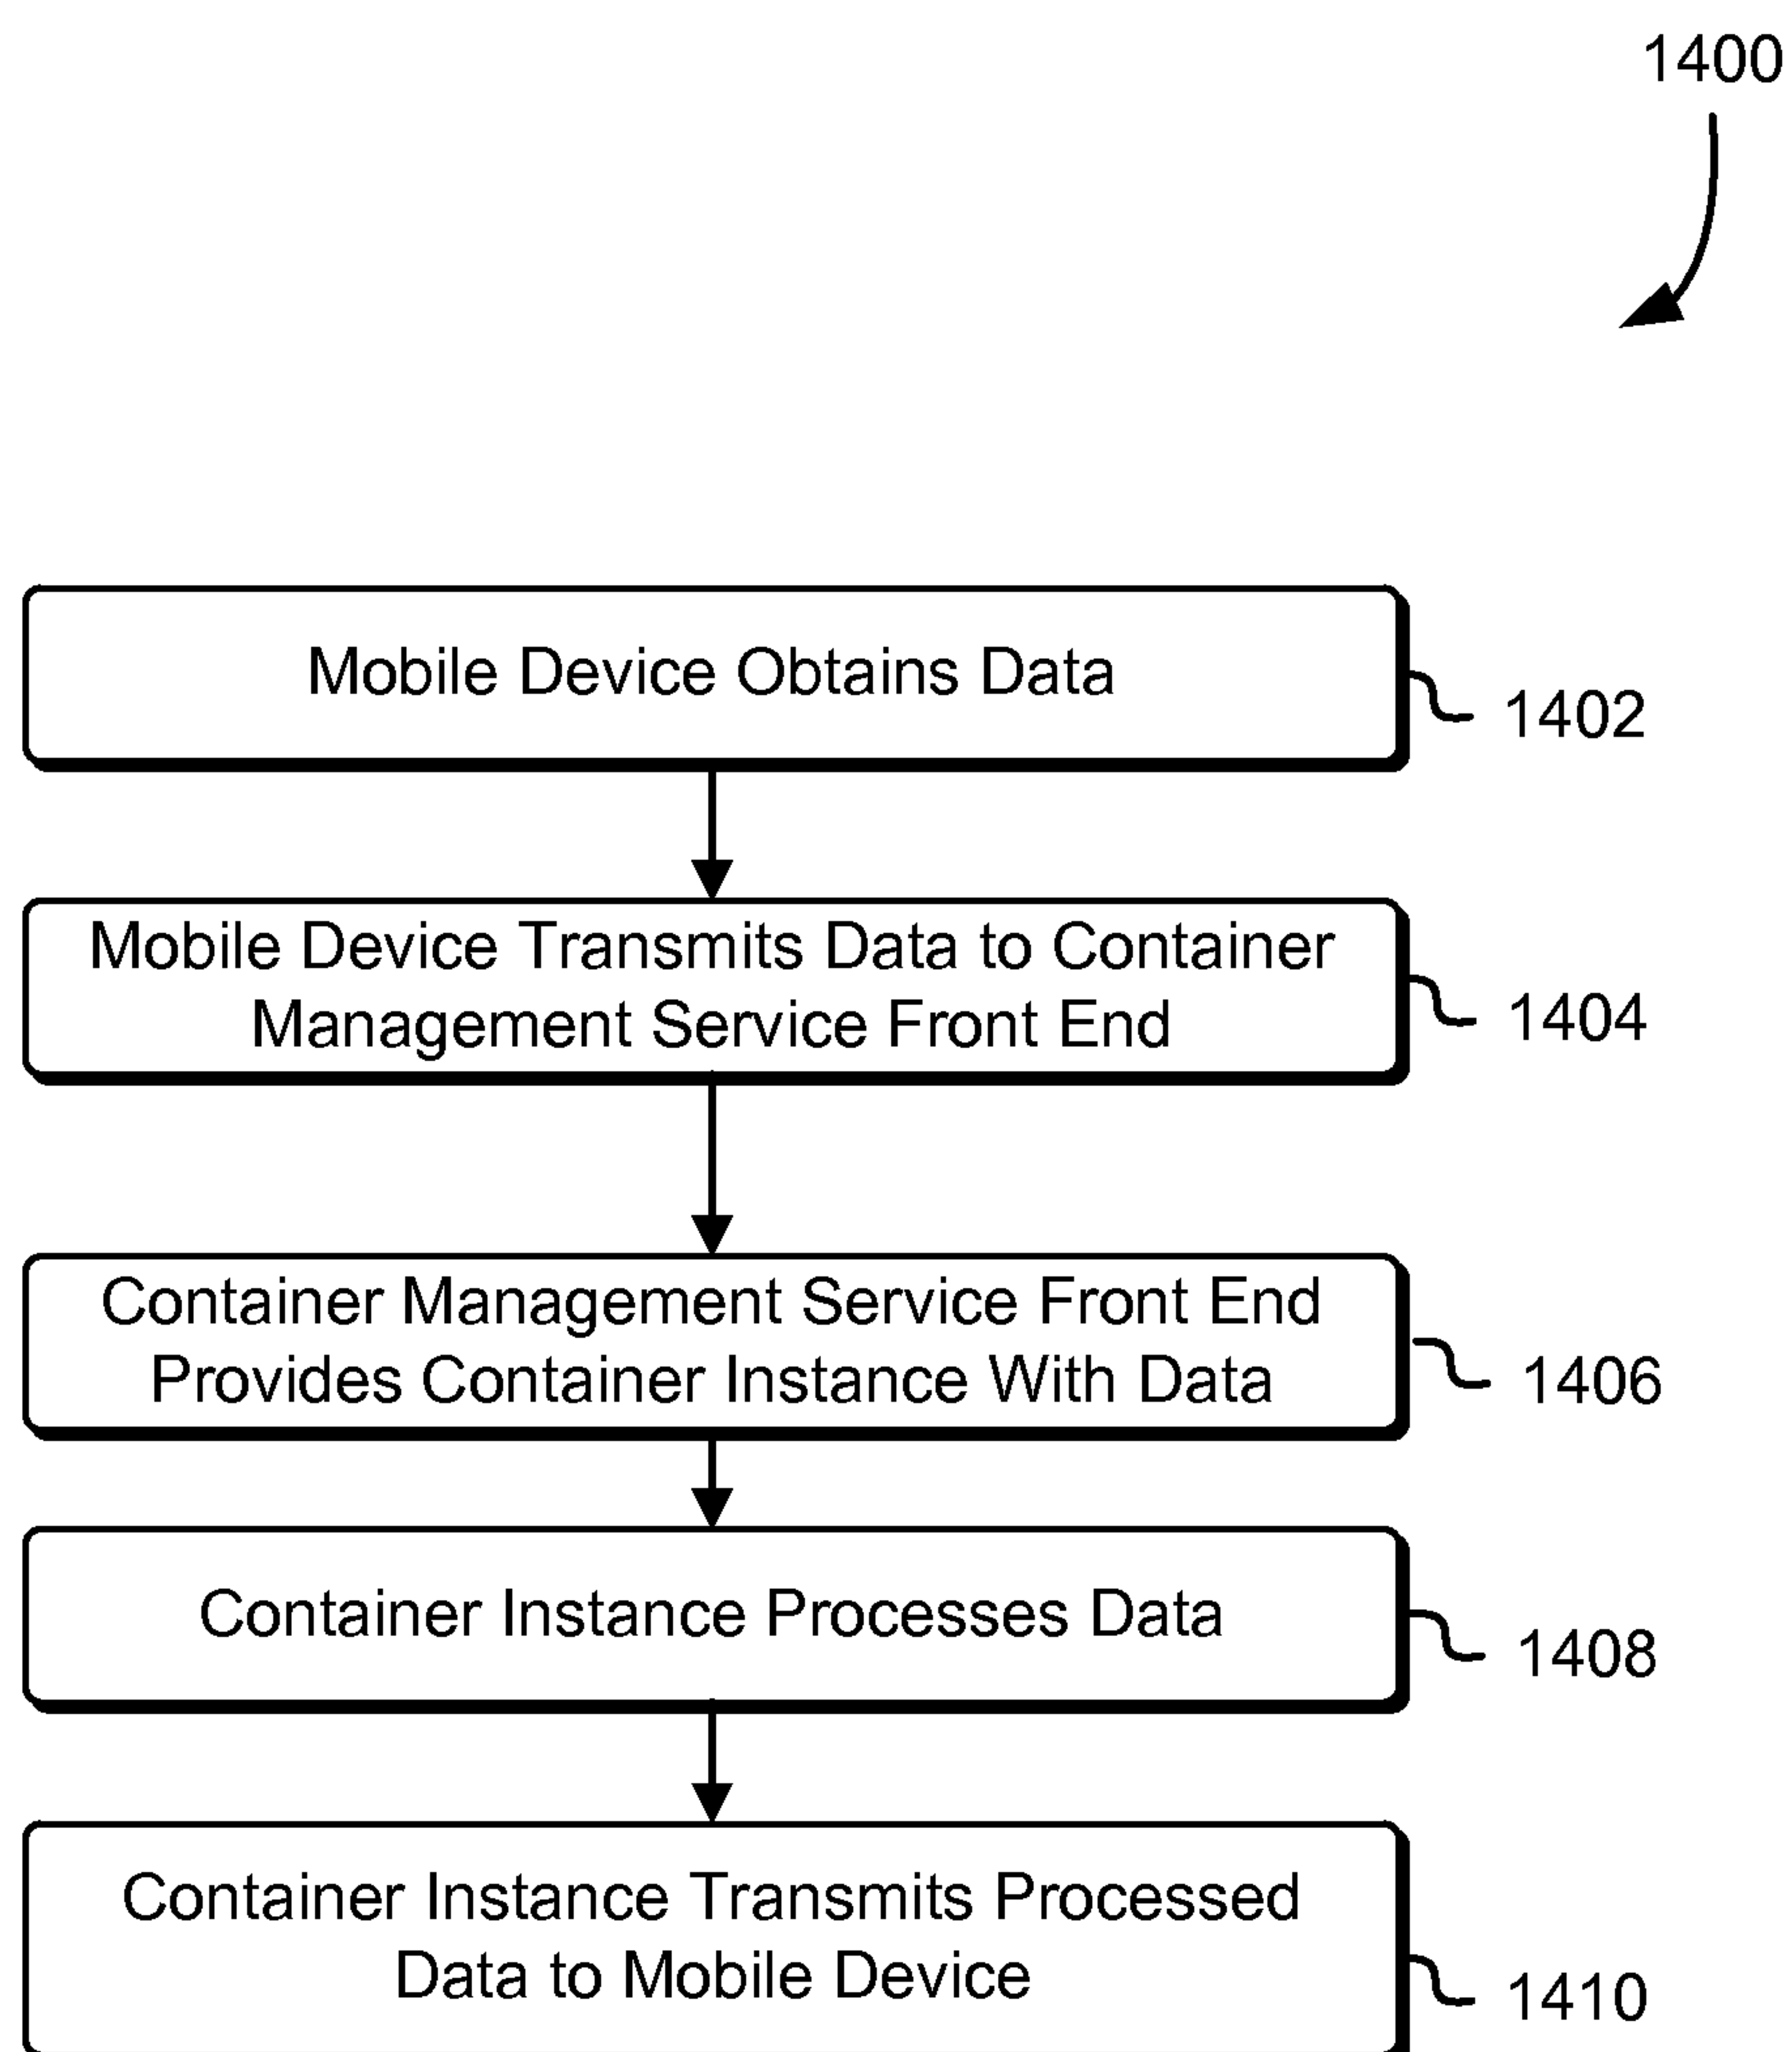 1400
Mobile Device Obtains Data
1402
Mobile Device Transmits Data to Container
Management Service Front End
1404
Container Management Service Front End
Provides Container Instance With Data
1406
Container Instance Processes Data
1408
Container Instance Transmits Processed
Data to Mobile Device
1410